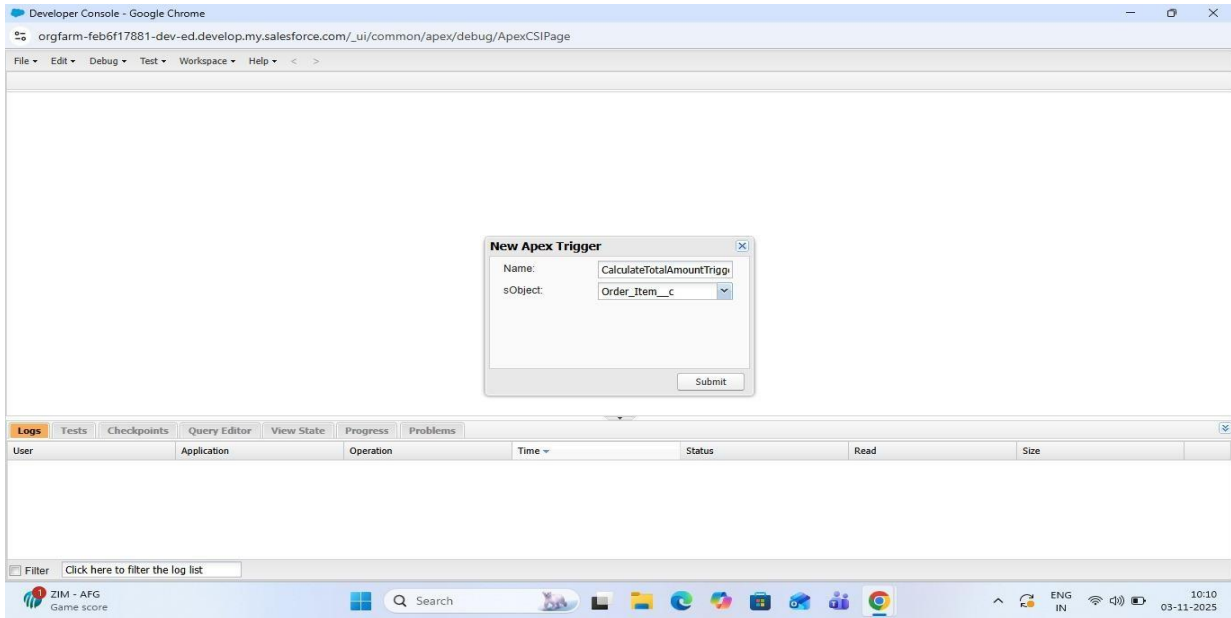 Developer Console - Google Chrome
orgfarm-feb6f17881-dev-ed.develop.my.salesforce.com/_ui/common/apex/debug/ApexCSIPage
File Edit Debug Test Workspace Help < >
New Apex Trigger
Name: CalculateTotalAmountTrigg
sObject: Order_Item__c
Submit
Logs Tests Checkpoints Query Editor View State Progress Problems
User Application Operation Time Status Read Size
Filter Click here to filter the log list
1 ZIM - AFG
Game score
Search
ENG
IN
10:10
03-11-2025